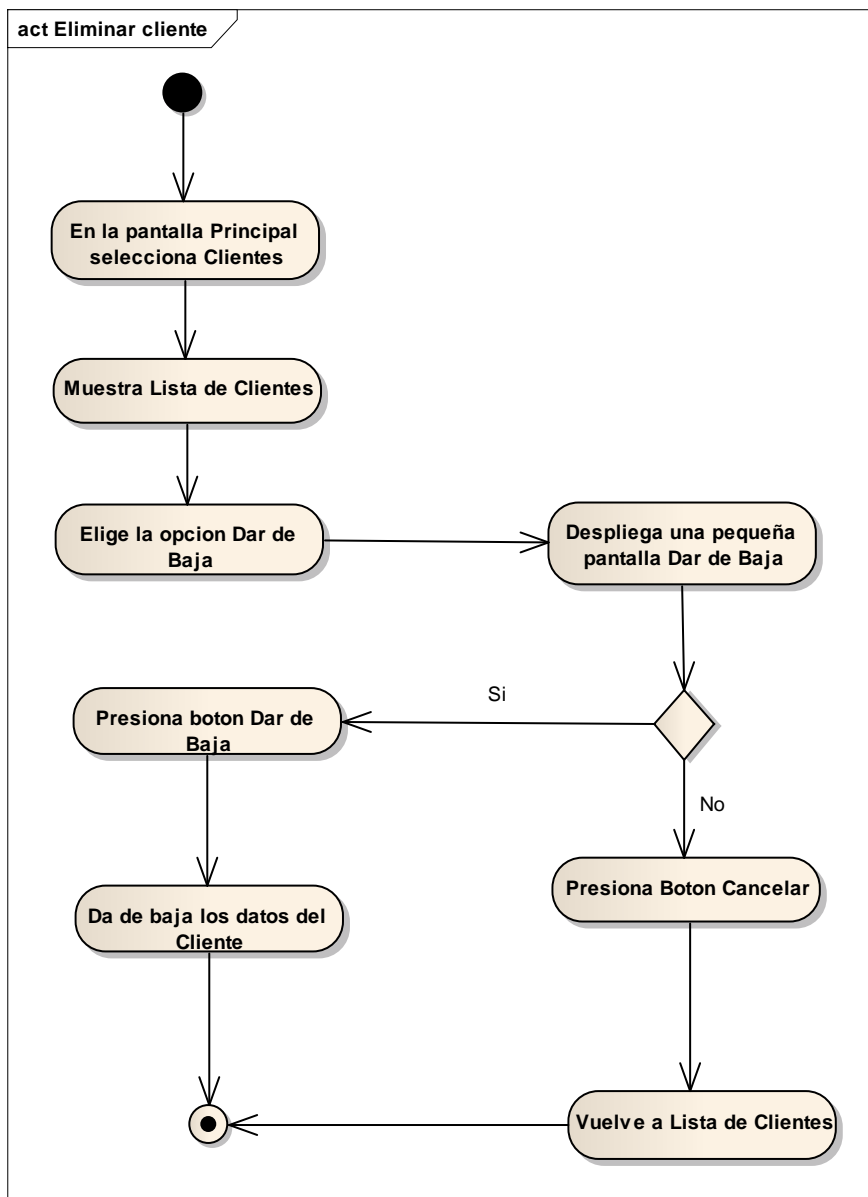 act Eliminar cliente
En la pantalla Principal
selecciona Clientes
Muestra Lista de Clientes
Elige la opcion Dar de
Baja
Despliega una pequeña
pantalla Dar de Baja
Si
Presiona boton Dar de
Baja
No
Presiona Boton Cancelar
Da de baja los datos del
Cliente
Vuelve a Lista de Clientes